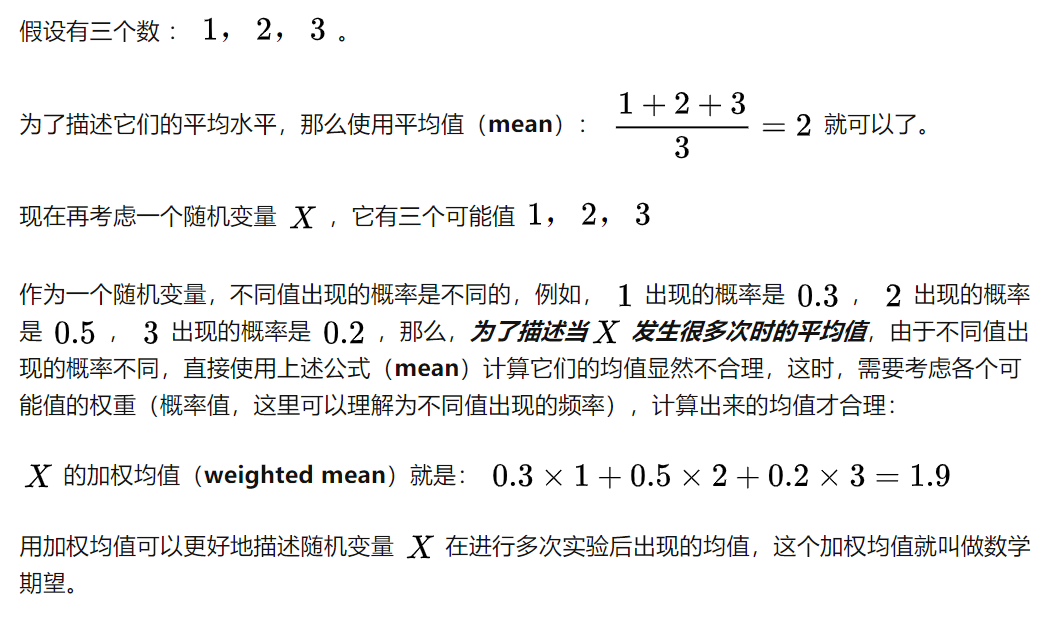 假设有三个数： 1， 2， 3 。
为了描述它们的平均水平，那么使用平均值（mean）： \frac{1+2+3}{3} = 2 就可以了。
现在再考虑一个随机变量 X ，它有三个可能值 1， 2， 3
作为一个随机变量，不同值出现的概率是不同的，例如， 1 出现的概率是 0.3 ， 2 出现的概率
是 0.5 ， 3 出现的概率是 0.2 ，那么，为了描述当 X 发生很多次时的平均值，由于不同值出
现的概率不同，直接使用上述公式（mean）计算它们的均值显然不合理，这时，需要考虑各个可
能值的权重（概率值，这里可以理解为不同值出现的频率），计算出来的均值才合理：
X 的加权均值（weighted mean）就是： 0.3 × 1 + 0.5 × 2 + 0.2 × 3 = 1.9
用加权均值可以更好地描述随机变量 X 在进行多次实验后出现的均值，这个加权均值就叫做数学
期望。